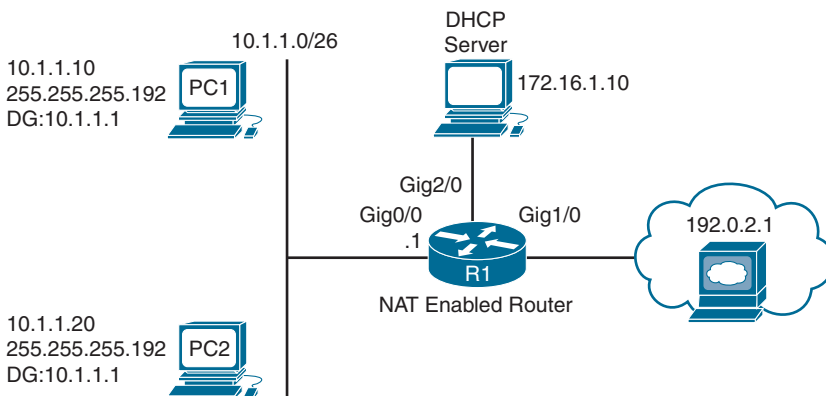 10.1.1.0/26
DHCP
Server
10.1.1.10
255.255.255.192
DG:10.1.1.1
PC1
172.16.1.10
Gig2/0
Gig0/0
Gig1/0
.1
192.0.2.1
R1
NAT Enabled Router
10.1.1.20
255.255.255.192
DG:10.1.1.1
PC2